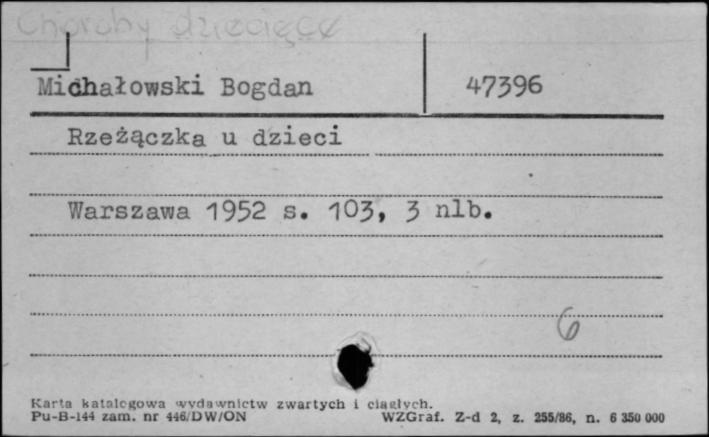 Choroby dziecięce
Michałowski Bogdan 47396
Rzeżączka u dzieci
Warszawa 1952 s. 103, 3 nlb.
6
Karta katalogowa wydawnictw zwartych i ciągłych.
Pu-B-144 zam. nr 446/DW/ON WZGraf. Z-d 2, z. 255/86, n. 6 350 000